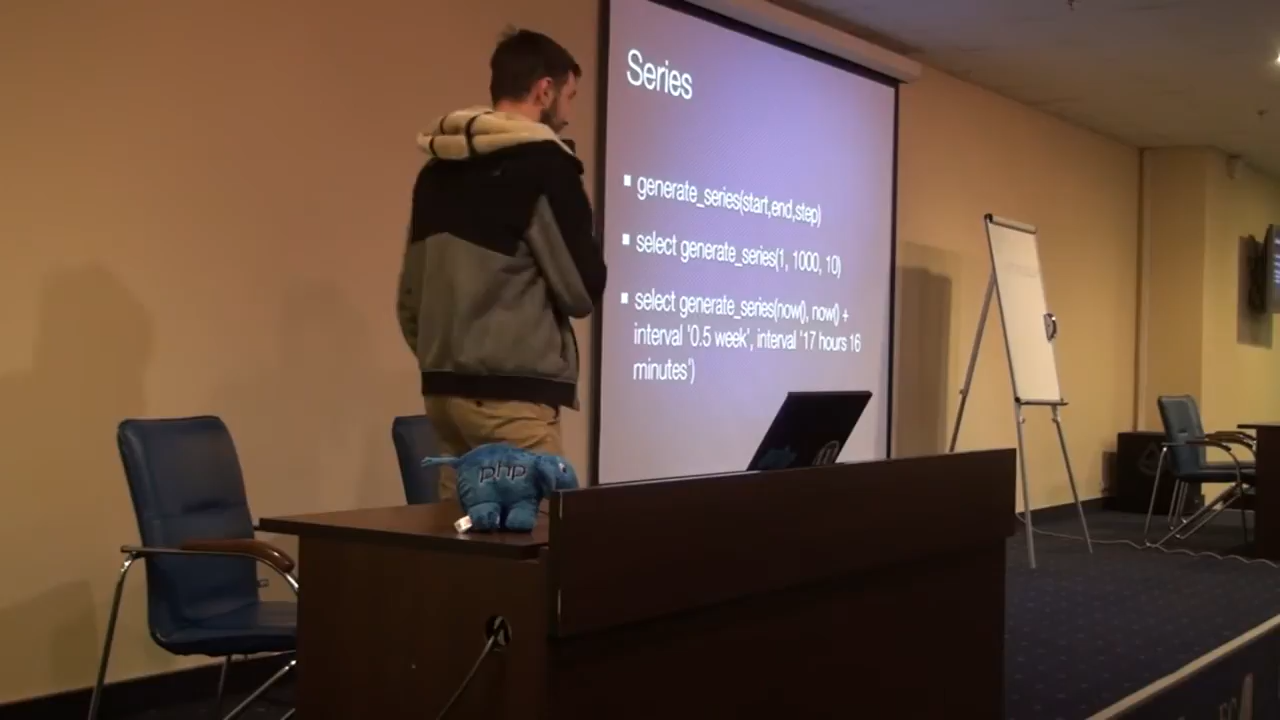 Series
generate_series(start,end,step)
select generate_series(1, 1000, 10)
select generate_series(now(), now() +
interval '0.5 week', interval '17 hours 16
minutes')
php